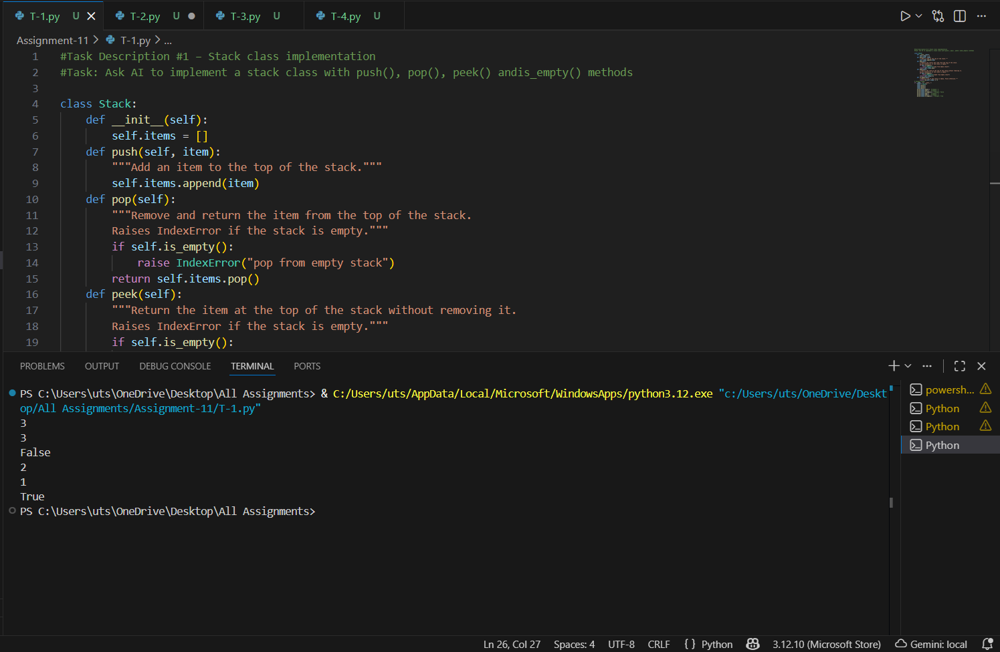 T-1.py U
T-2.py U
T-3.py U
T-4.py U
Assignment-11 > T-1.py > ...
1 #Task Description #1 – Stack class implementation
2 #Task: Ask AI to implement a stack class with push(), pop(), peek() andis_empty() methods
3
4 class Stack:
5 def __init__(self):
6 self.items = []
7 def push(self, item):
8 """Add an item to the top of the stack."""
9 self.items.append(item)
10 def pop(self):
11 """Remove and return the item from the top of the stack.
12 Raises IndexError if the stack is empty."""
13 if self.is_empty():
14 raise IndexError("pop from empty stack")
15 return self.items.pop()
16 def peek(self):
17 """Return the item at the top of the stack without removing it.
18 Raises IndexError if the stack is empty."""
19 if self.is_empty():
PROBLEMS OUTPUT DEBUG CONSOLE TERMINAL PORTS
PS C:\Users\uts\OneDrive\Desktop\All Assignments> & C:/Users/uts/AppData/Local/Microsoft/WindowsApps/python3.12.exe "c:/Users/uts/OneDrive/Deskt
op/All Assignments/Assignment-11/T-1.py"
3
3
False
2
1
True
PS C:\Users\uts\OneDrive\Desktop\All Assignments>
powersh...
Python
Python
Python
Ln 26, Col 27 Spaces: 4 UTF-8 CRLF {} Python 3.12.10 (Microsoft Store) Gemini: local